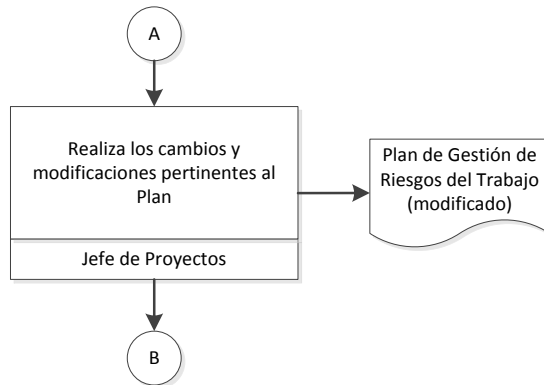 A
Realiza los cambios y
modificaciones pertinentes al
Plan
Jefe de Proyectos
Plan de Gestión de
Riesgos del Trabajo
(modificado)
B